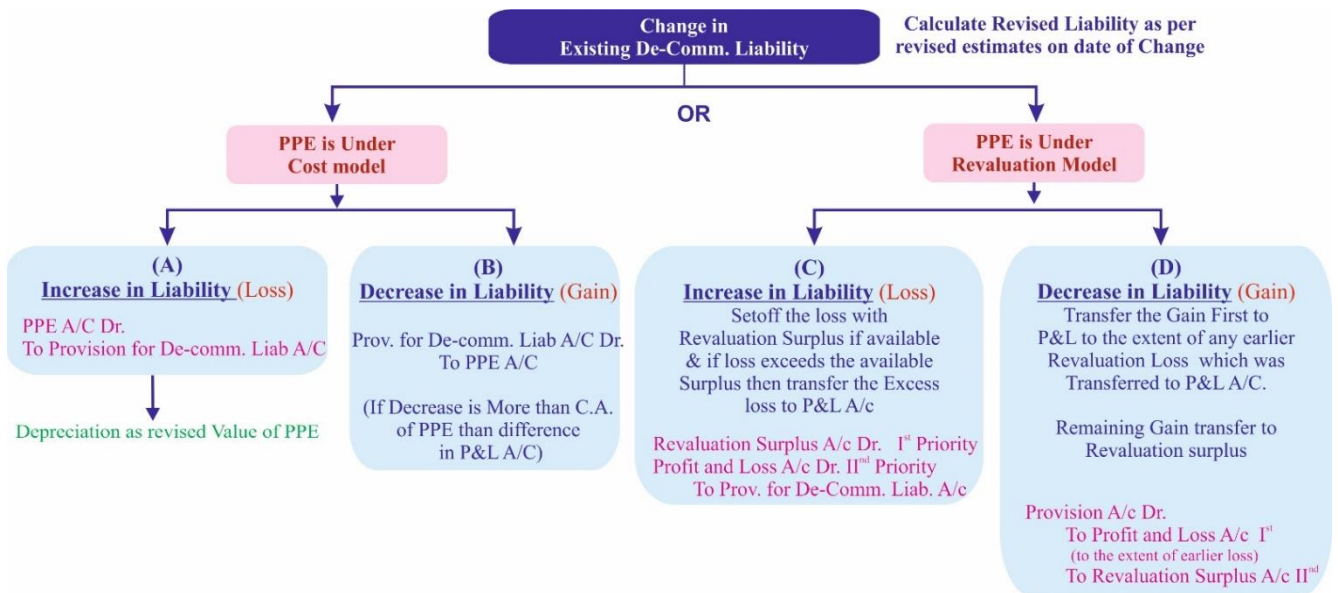 Change in
Existing De-Comm. Liability
Calculate Revised Liability as per
revised estimates on date of Change
OR
PPE is Under
Cost model
PPE is Under
Revaluation Model
(A)
Increase in Liability (Loss)
PPE A/C Dr.
To Provision for De-comm. Liab A/C
Depreciation as revised Value of PPE
(B)
Decrease in Liability (Gain)
Prov. for De-comm. Liab A/C Dr.
To PPE A/C
(If Decrease is More than C.A.
of PPE than difference
in P&L A/C)
(C)
Increase in Liability (Loss)
Setoff the loss with
Revaluation Surplus if available
& if loss exceeds the available
Surplus then transfer the Excess
loss to P&L A/c
Revaluation Surplus A/c Dr. Ist Priority
Profit and Loss A/c Dr. IInd Priority
To Prov. for De-Comm. Liab. A/c
(D)
Decrease in Liability (Gain)
Transfer the Gain First to
P&L to the extent of any earlier
Revaluation Loss which was
Transferred to P&L A/C.
Remaining Gain transfer to
Revaluation surplus
Provision A/c Dr.
To Profit and Loss A/c Ist
(to the extent of earlier loss)
To Revaluation Surplus A/c IInd